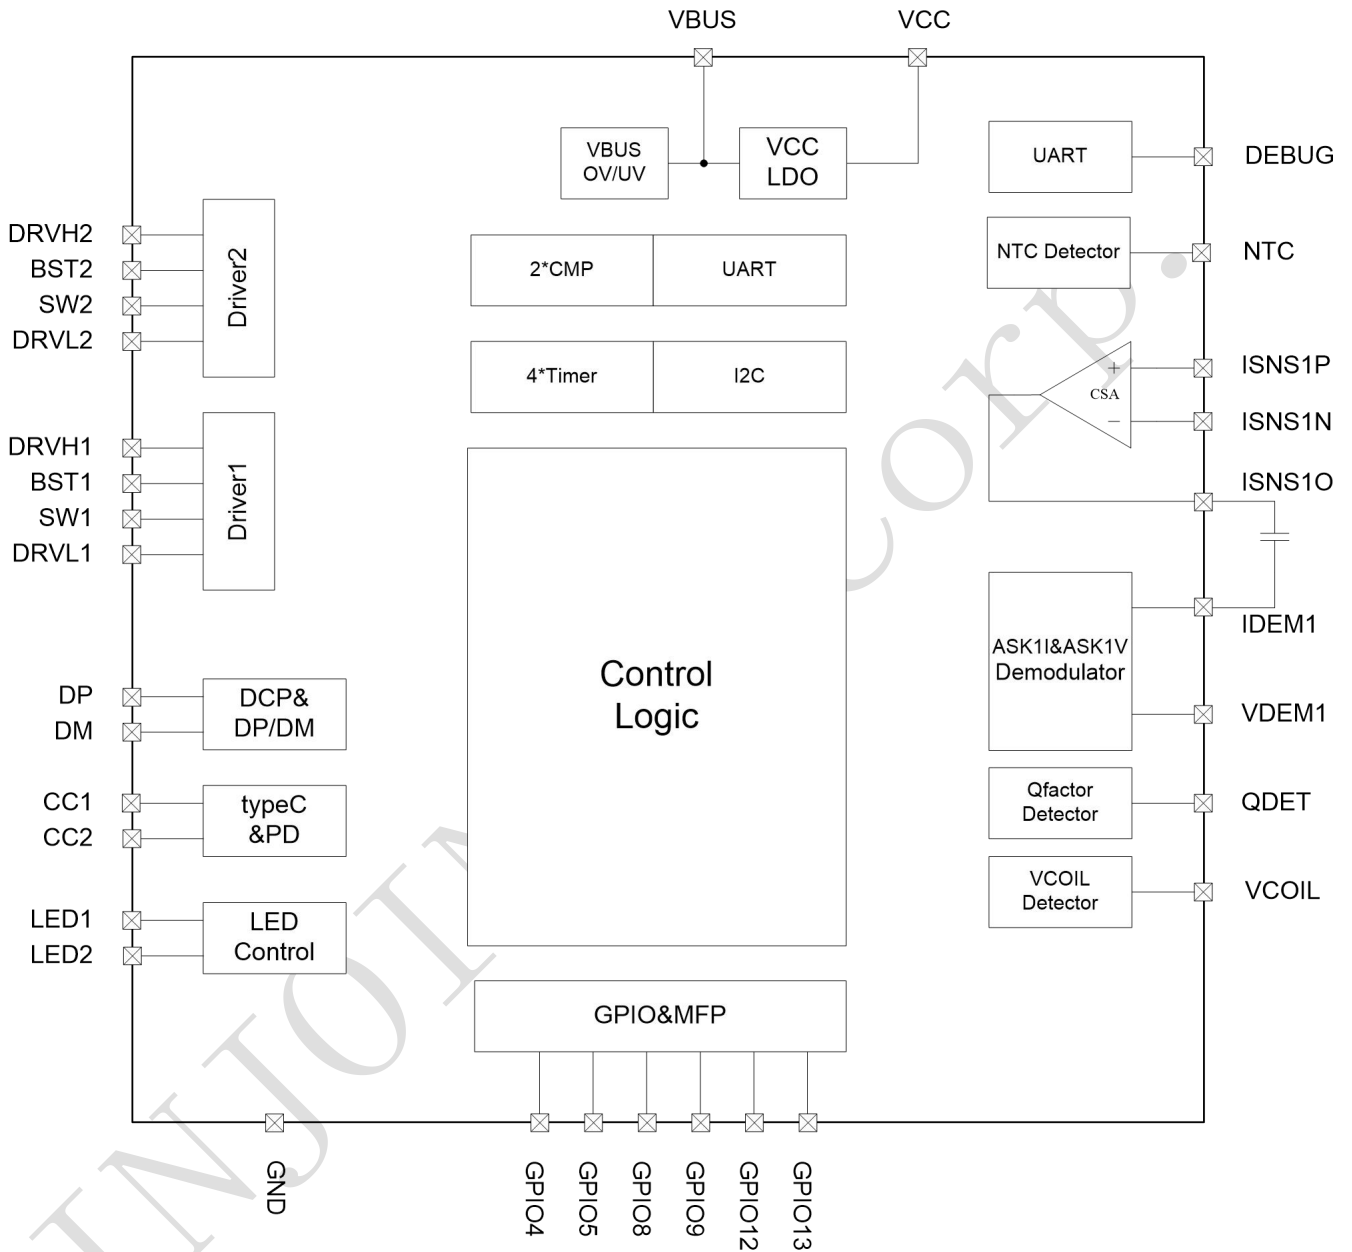 VBUS
VCC
VBUS
OV/UV
VCC
LDO
UART
DEBUG
DRVH2
BST2
SW2
DRVL2
Driver2
2*CMP
UART
NTC Detector
NTC
4*Timer
I2C
+
CSA
−
ISNS1P
ISNS1N
ISNS1O
DRVH1
BST1
SW1
DRVL1
Driver1
Control
Logic
ASK1I&ASK1V
Demodulator
IDEM1
VDEM1
DP
DM
DCP&
DP/DM
CC1
CC2
typeC
&PD
Qfactor
Detector
QDET
VCOIL
Detector
VCOIL
LED1
LED2
LED
Control
GPIO&MFP
GND
GPIO4
GPIO5
GPIO8
GPIO9
GPIO12
GPIO13
INJOIN
Corp.